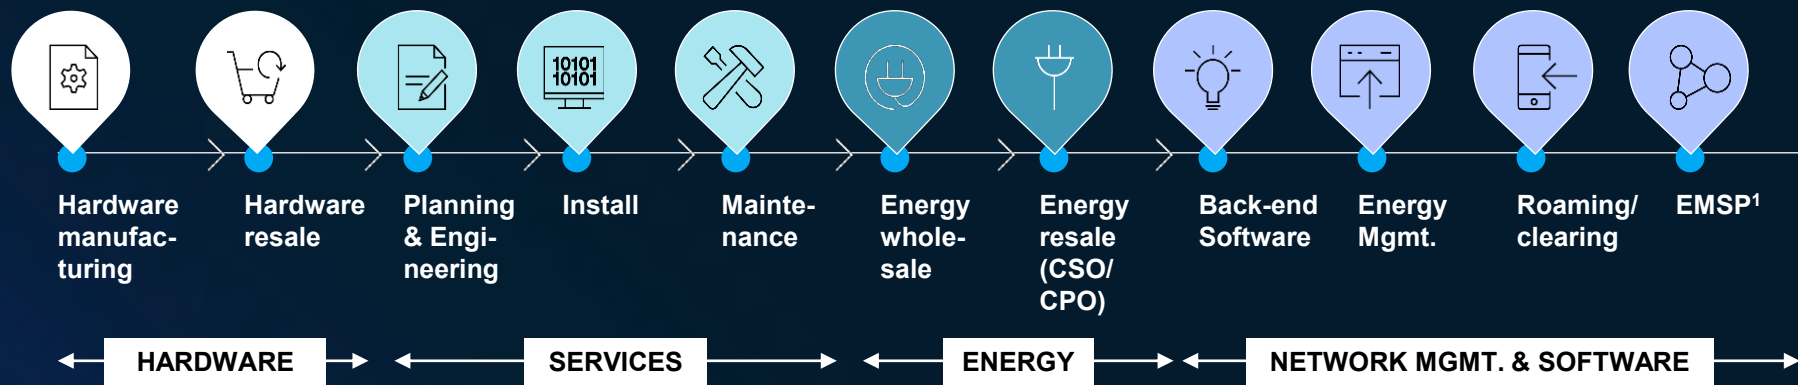 10101
10101
Hardware
manufac-
turing
Hardware
resale
Planning
& Engi-
neering
Install
Mainte-
nance
Energy
whole-
sale
Energy
resale
(CSO/
CPO)
Back-end
Software
Energy
Mgmt.
Roaming/
clearing
EMSP¹
HARDWARE
SERVICES
ENERGY
NETWORK MGMT. & SOFTWARE